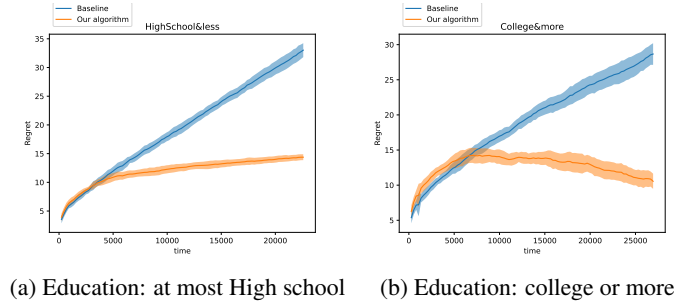 Baseline
Our algorithm
HighSchool&less
35
30
25
20
15
10
5
Regret
0
5000
10000
15000
20000
time
Baseline
Our algorithm
College&more
30
25
20
15
10
5
Regret
0
5000
10000
15000
20000
25000
time
(a) Education: at most High school
(b) Education: college or more